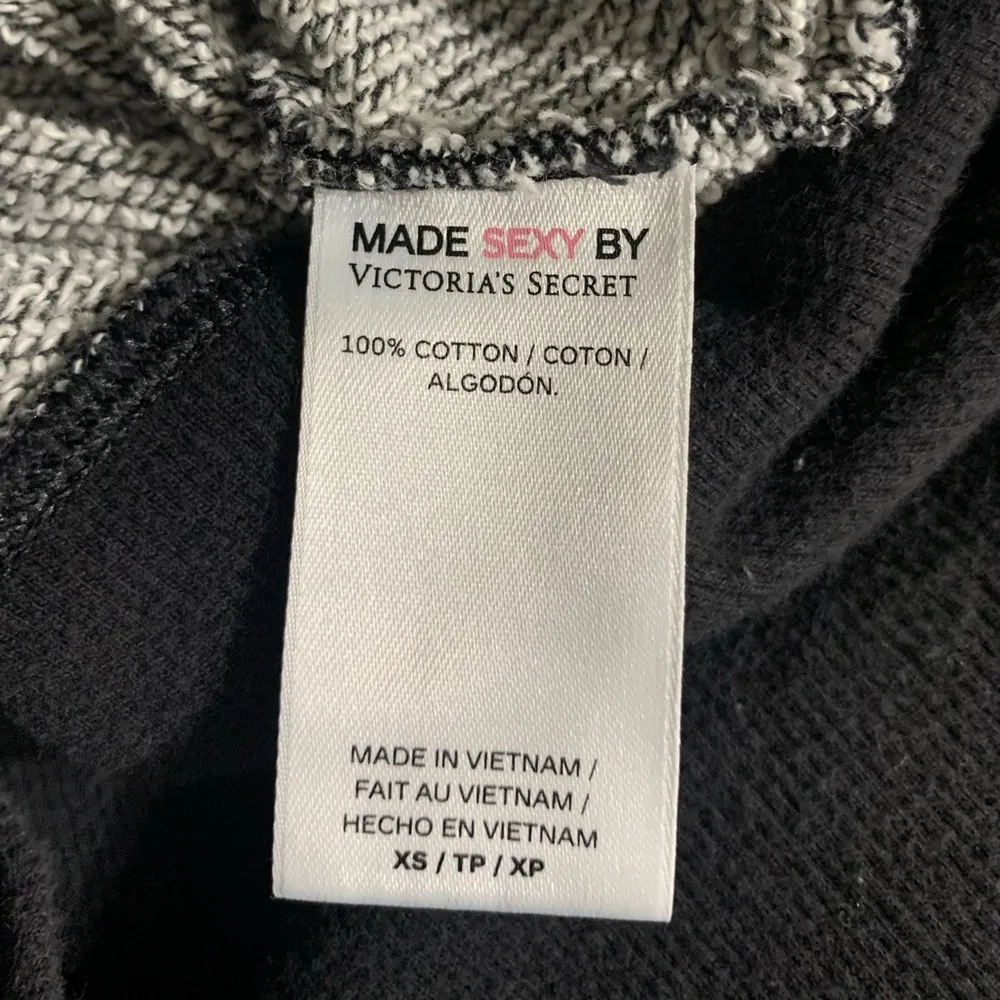 MADE SEXY BY
VICTORIA'S SECRET
100% COTTON / COTON /
ALGODÓN.
MADE IN VIETNAM /
FAIT AU VIETNAM /
HECHO EN VIETNAM
XS / TP / XP